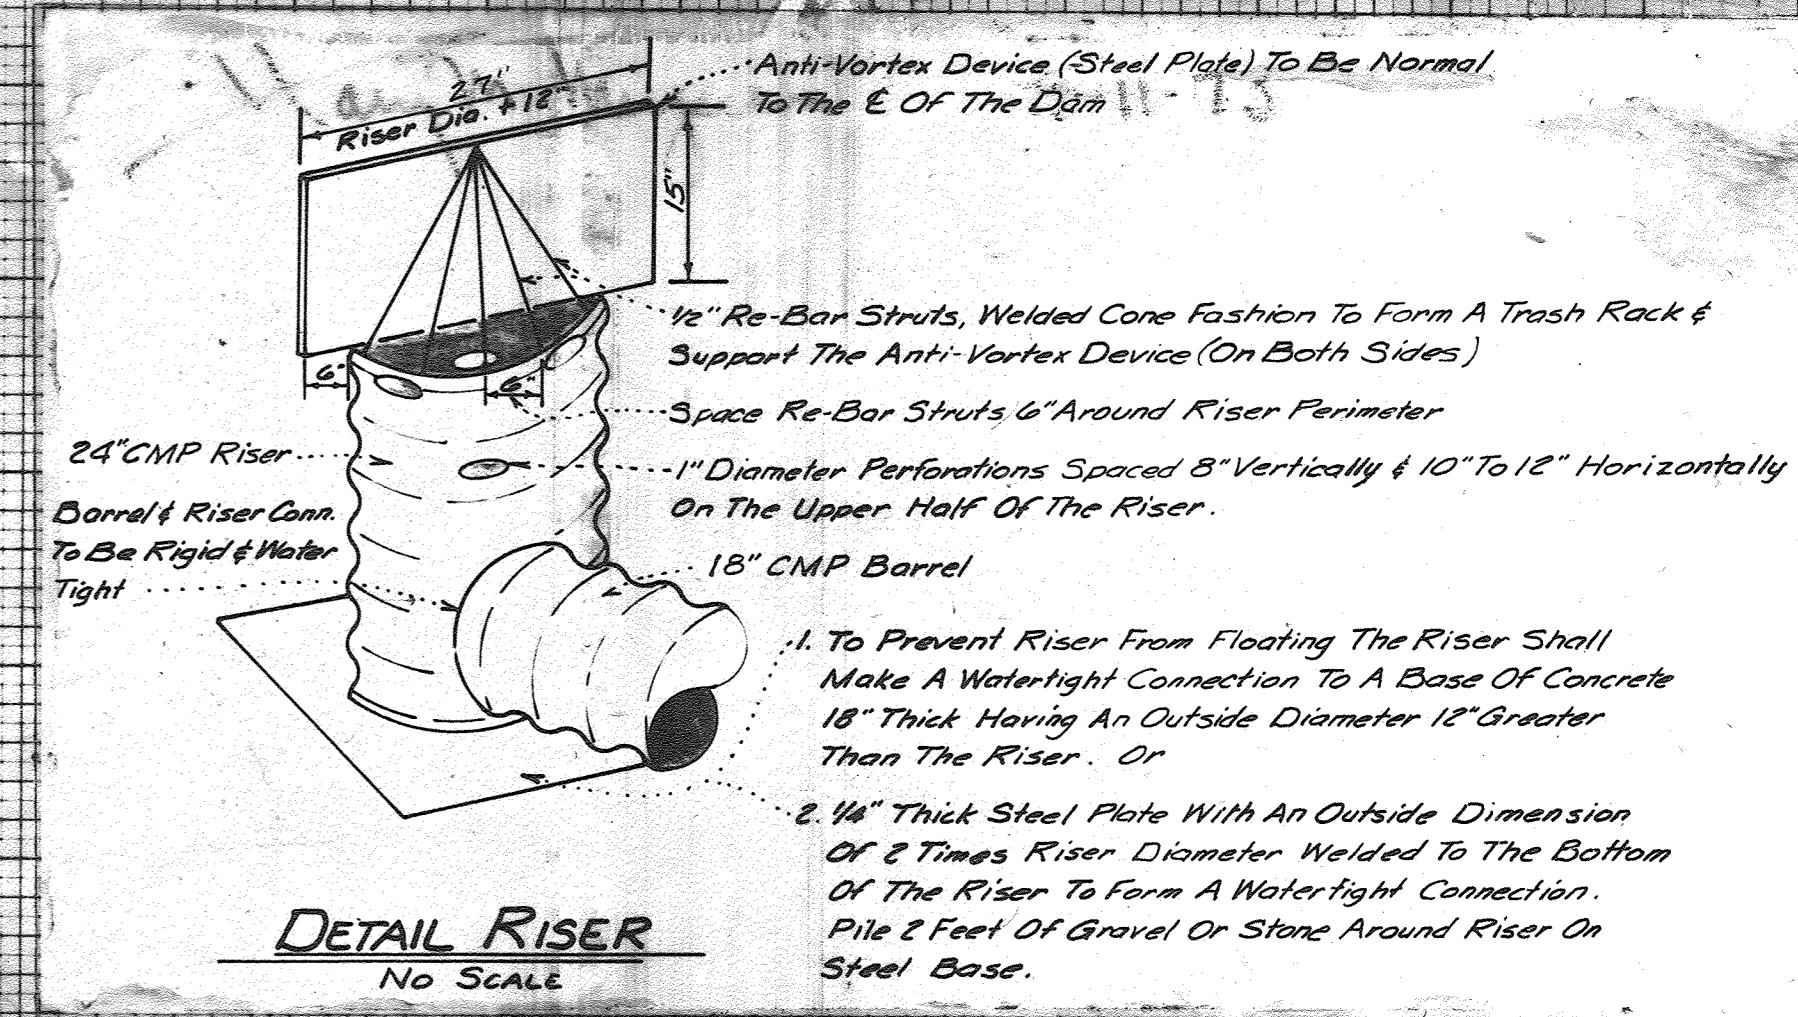 27"
Riser Dia. + 12"
Anti-Vortex Device (Steel Plate) To Be Normal
To The ℄ Of The Dam
15"
½" Re-Bar Struts, Welded Cone Fashion To Form A Trash Rack &
Support The Anti-Vortex Device (On Both Sides)
6"
6"
Space Re-Bar Struts 6" Around Riser Perimeter
24" CMP Riser
1" Diameter Perforations Spaced 8" Vertically & 10" To 12" Horizontally
On The Upper Half Of The Riser.
Barrel & Riser Conn.
To Be Rigid & Water
Tight
18" CMP Barrel
1. To Prevent Riser From Floating The Riser Shall
Make A Watertight Connection To A Base Of Concrete
18" Thick Having An Outside Diameter 12" Greater
Than The Riser. Or
2. ¼" Thick Steel Plate With An Outside Dimension
Of 2 Times Riser Diameter Welded To The Bottom
Of The Riser To Form A Watertight Connection.
Pile 2 Feet Of Gravel Or Stone Around Riser On
Steel Base.
DETAIL RISER
NO SCALE